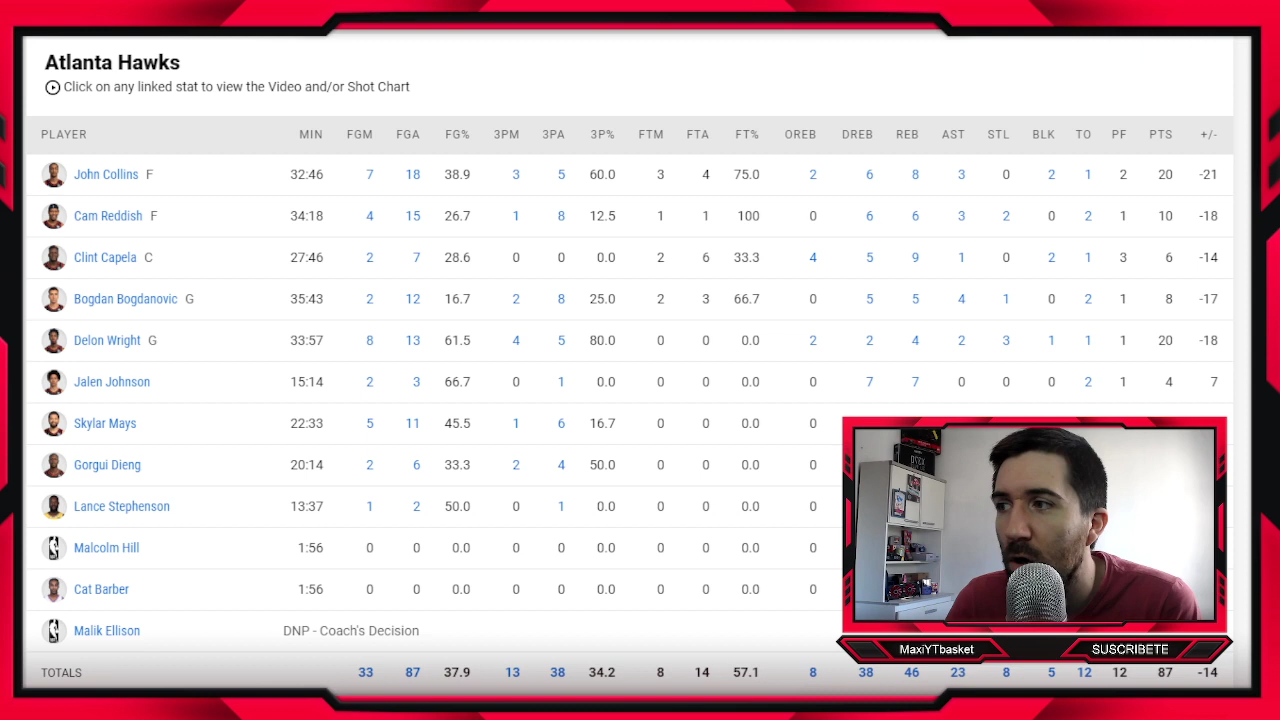 Atlanta Hawks
Click on any linked stat to view the Video and/or Shot Chart
PLAYER MIN FGM FGA FG% 3PM 3PA 3P% FTM FTA FT% OREB DREB REB AST STL BLK TO PF PTS +/-
John Collins F 32:46 7 18 38.9 3 5 60.0 3 4 75.0 2 6 8 3 0 2 1 2 20 -21
Cam Reddish F 34:18 4 15 26.7 1 8 12.5 1 1 100 0 6 6 3 2 0 2 1 10 -18
Clint Capela C 27:46 2 7 28.6 0 0 0.0 2 6 33.3 4 5 9 1 0 2 1 3 6 -14
Bogdan Bogdanovic G 35:43 2 12 16.7 2 8 25.0 2 3 66.7 0 5 5 4 1 0 2 1 8 -17
Delon Wright G 33:57 8 13 61.5 4 5 80.0 0 0 0.0 2 2 4 2 3 1 1 1 20 -18
Jalen Johnson 15:14 2 3 66.7 0 1 0.0 0 0 0.0 0 7 7 0 0 0 2 1 4 7
Skylar Mays 22:33 5 11 45.5 1 6 16.7 0 0 0.0 0
Gorgui Dieng 20:14 2 6 33.3 2 4 50.0 0 0 0.0 0
Lance Stephenson 13:37 1 2 50.0 0 1 0.0 0 0 0.0 0
Malcolm Hill 1:56 0 0 0.0 0 0 0.0 0 0 0.0 0
Cat Barber 1:56 0 0 0.0 0 0 0.0 0 0 0.0 0
Malik Ellison DNP - Coach's Decision
MaxiYTbasket SUSCRIBETE
TOTALS 33 87 37.9 13 38 34.2 8 14 57.1 8 38 46 23 8 5 12 12 87 -14